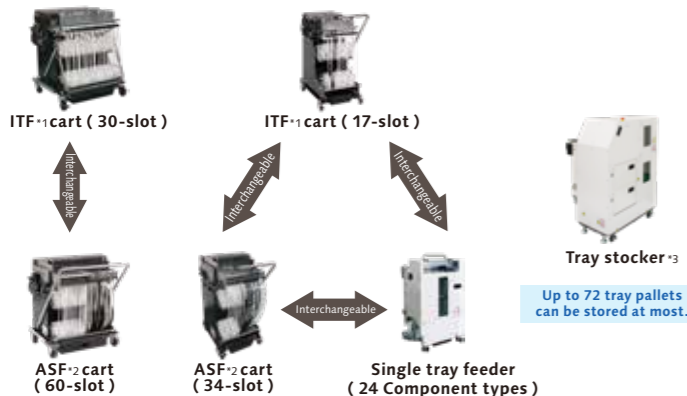 ITF*1 cart ( 30-slot )
ITF*1 cart ( 17-slot )
Interchangeable
Interchangeable
Interchangeable
Tray stocker *3
Up to 72 tray pallets
can be stored at most.
Interchangeable
ASF*2 cart
( 60-slot )
ASF*2 cart
( 34-slot )
Single tray feeder
( 24 Component types )